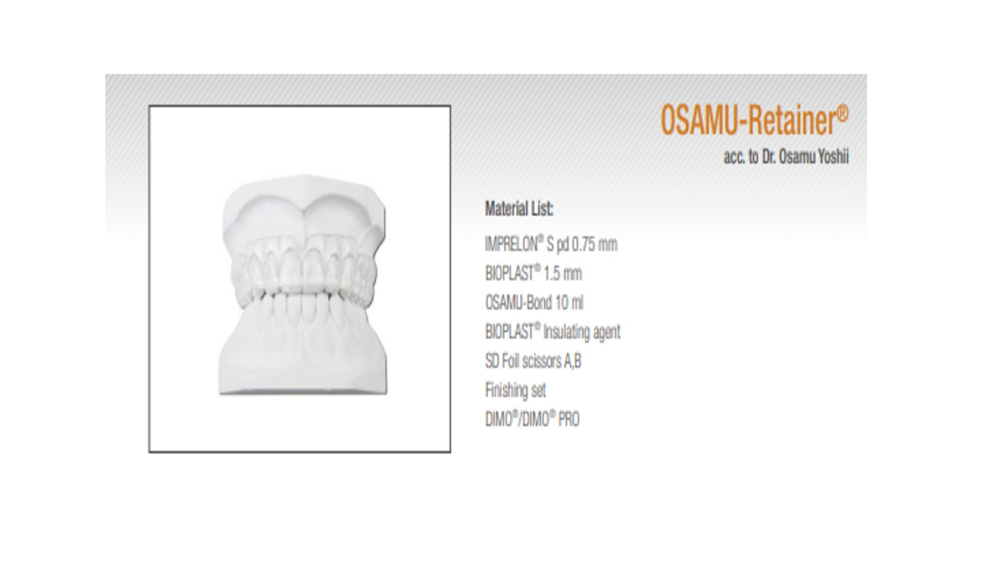 OSAMU-Retainer®
acc. to Dr. Osamu Yoshii
Material List:
IMPRELON® S pd 0.75 mm
BIOPLAST® 1.5 mm
OSAMU-Bond 10 ml
BIOPLAST® Insulating agent
SD Foil scissors A,B
Finishing set
DIMO®/DIMO® PRO